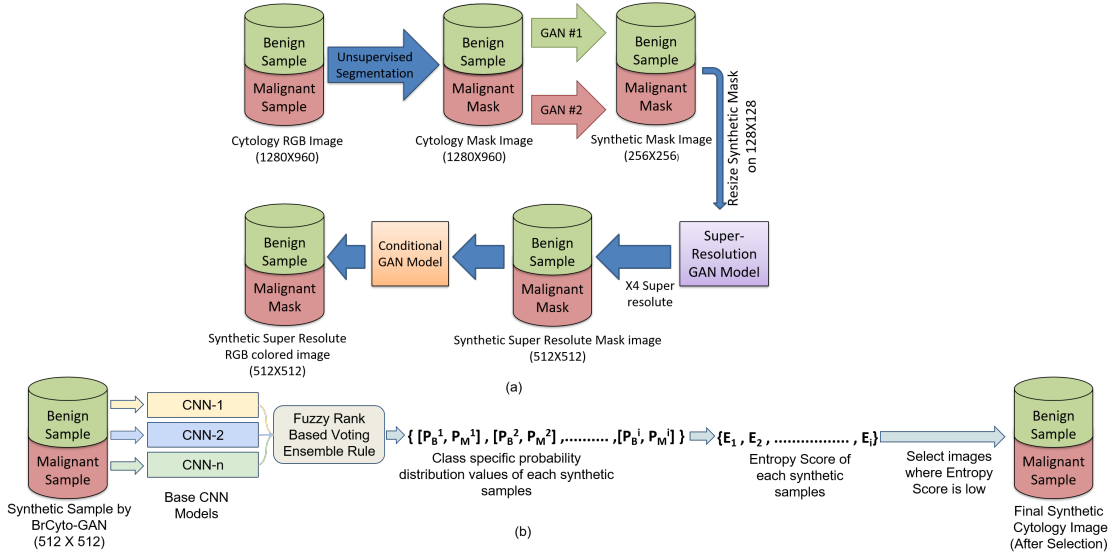 Benign
Sample
Malignant
Sample
Cytology RGB Image
(1280X960)
Unsupervised
Segmentation
Benign
Sample
Malignant
Mask
Cytology Mask Image
(1280X960)
GAN #1
GAN #2
Benign
Sample
Malignant
Mask
Synthetic Mask Image
(256X256)
Resize Synthetic Mask
on 128X128
Super-
Resolution
GAN Model
X4 Super
resolute
Benign
Sample
Malignant
Mask
Synthetic Super Resolute Mask image
(512X512)
Conditional
GAN Model
Benign
Sample
Malignant
Mask
Synthetic Super Resolute
RGB colored image
(512X512)
(a)
Benign
Sample
Malignant
Sample
Synthetic Sample by
BrCyto-GAN
(512 X 512)
CNN-1
CNN-2
CNN-n
Base CNN
Models
Fuzzy Rank
Based Voting
Ensemble Rule
{ [P_B^1, P_M^1] , [P_B^2, P_M^2] ,.......... ,[P_B^i, P_M^i] }
Class specific probability
distribution values of each synthetic
samples
{E_1 , E_2 , ................. , E_i}
Entropy Score of
each synthetic
samples
Select images
where Entropy
Score is low
Benign
Sample
Malignant
Sample
Final Synthetic
Cytology Image
(After Selection)
(b)